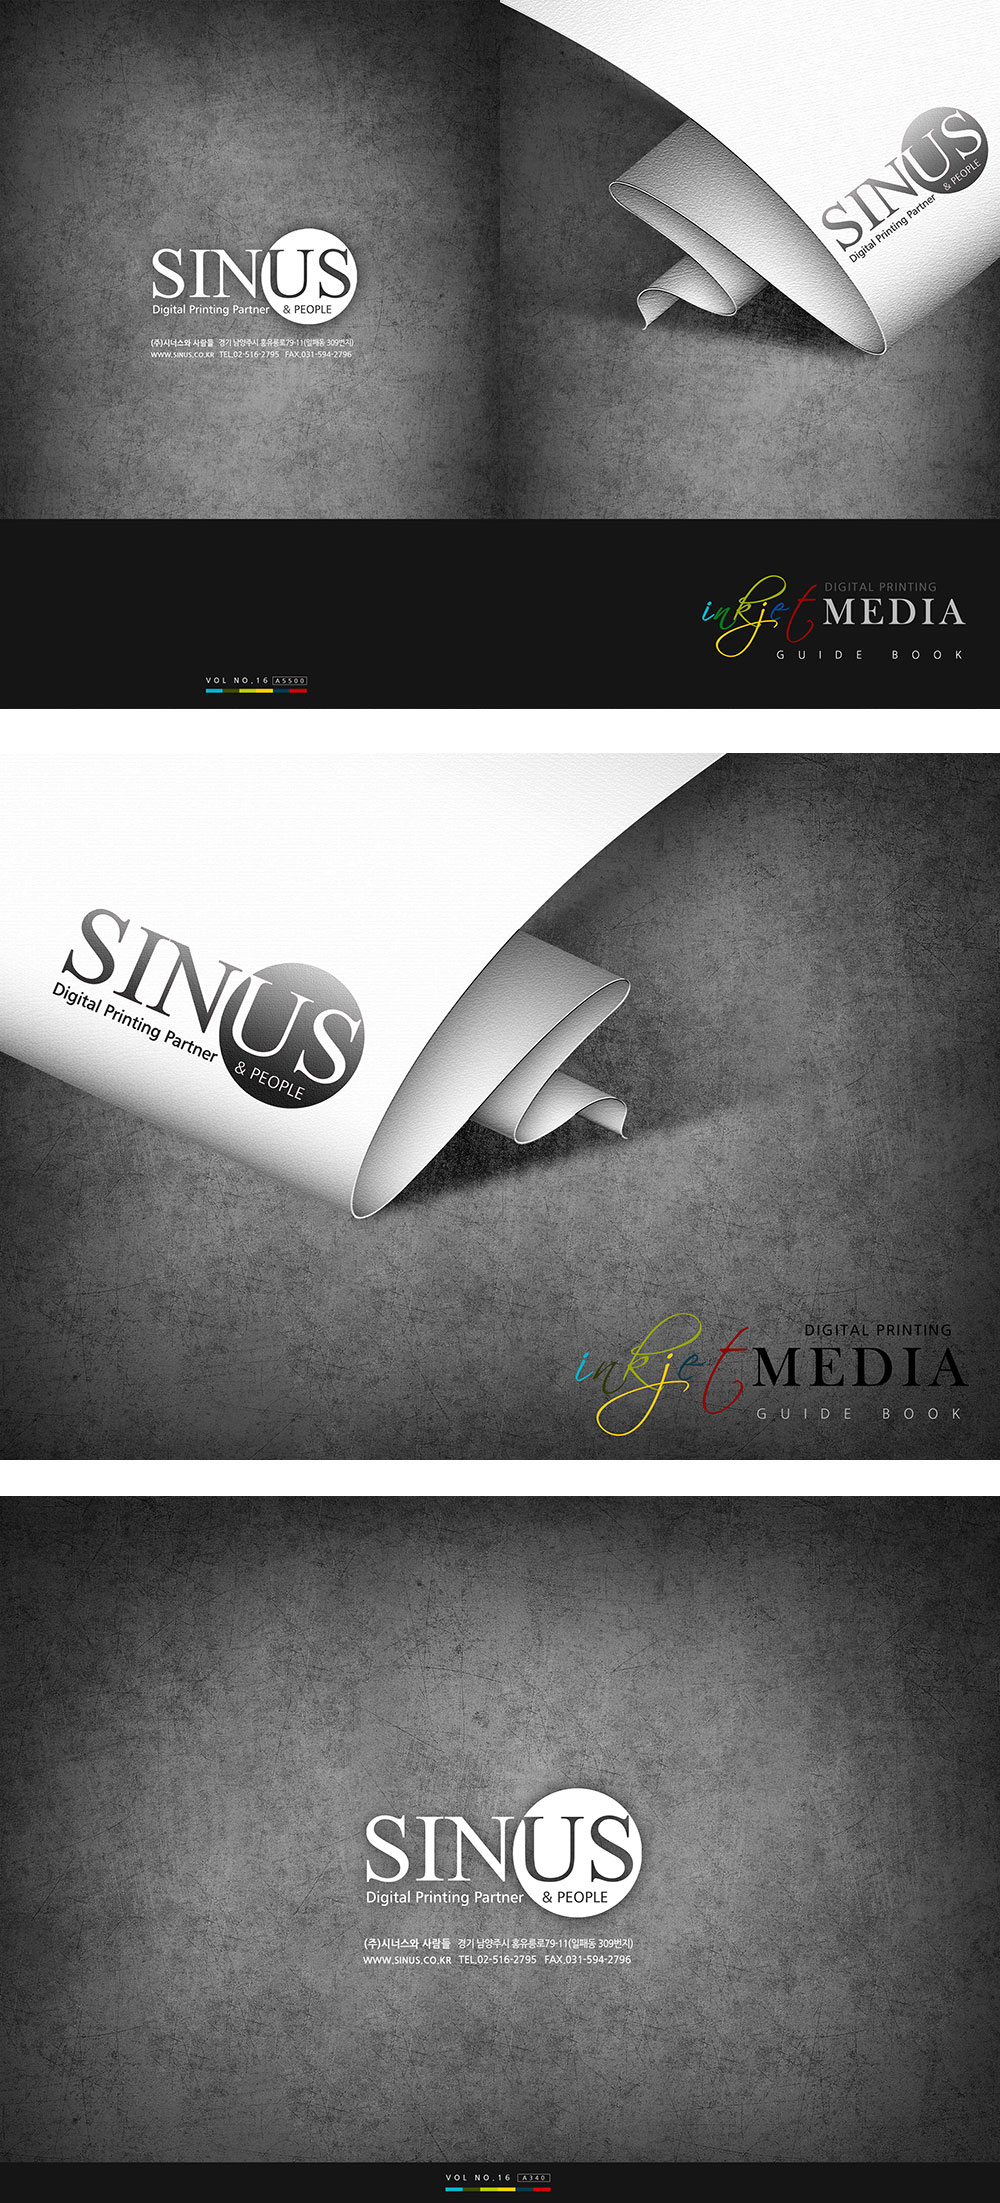 SINUS
Digital Printing Partner & PEOPLE
(주)시너스와 사람들 경기 남양주시 홍유릉로79-11(일패동 309번지)
WWW.SINUS.CO.KR TEL.02-516-2795 FAX.031-594-2796
SINUS
Digital Printing Partner & PEOPLE
inkjet DIGITAL PRINTING
MEDIA
GUIDE BOOK
VOL NO.16 A5500
SINUS
Digital Printing Partner & PEOPLE
inkjet DIGITAL PRINTING
MEDIA
GUIDE BOOK
SINUS
Digital Printing Partner & PEOPLE
(주)시너스와 사람들 경기 남양주시 홍유릉로79-11(일패동 309번지)
WWW.SINUS.CO.KR TEL.02-516-2795 FAX.031-594-2796
VOL NO.16 A340